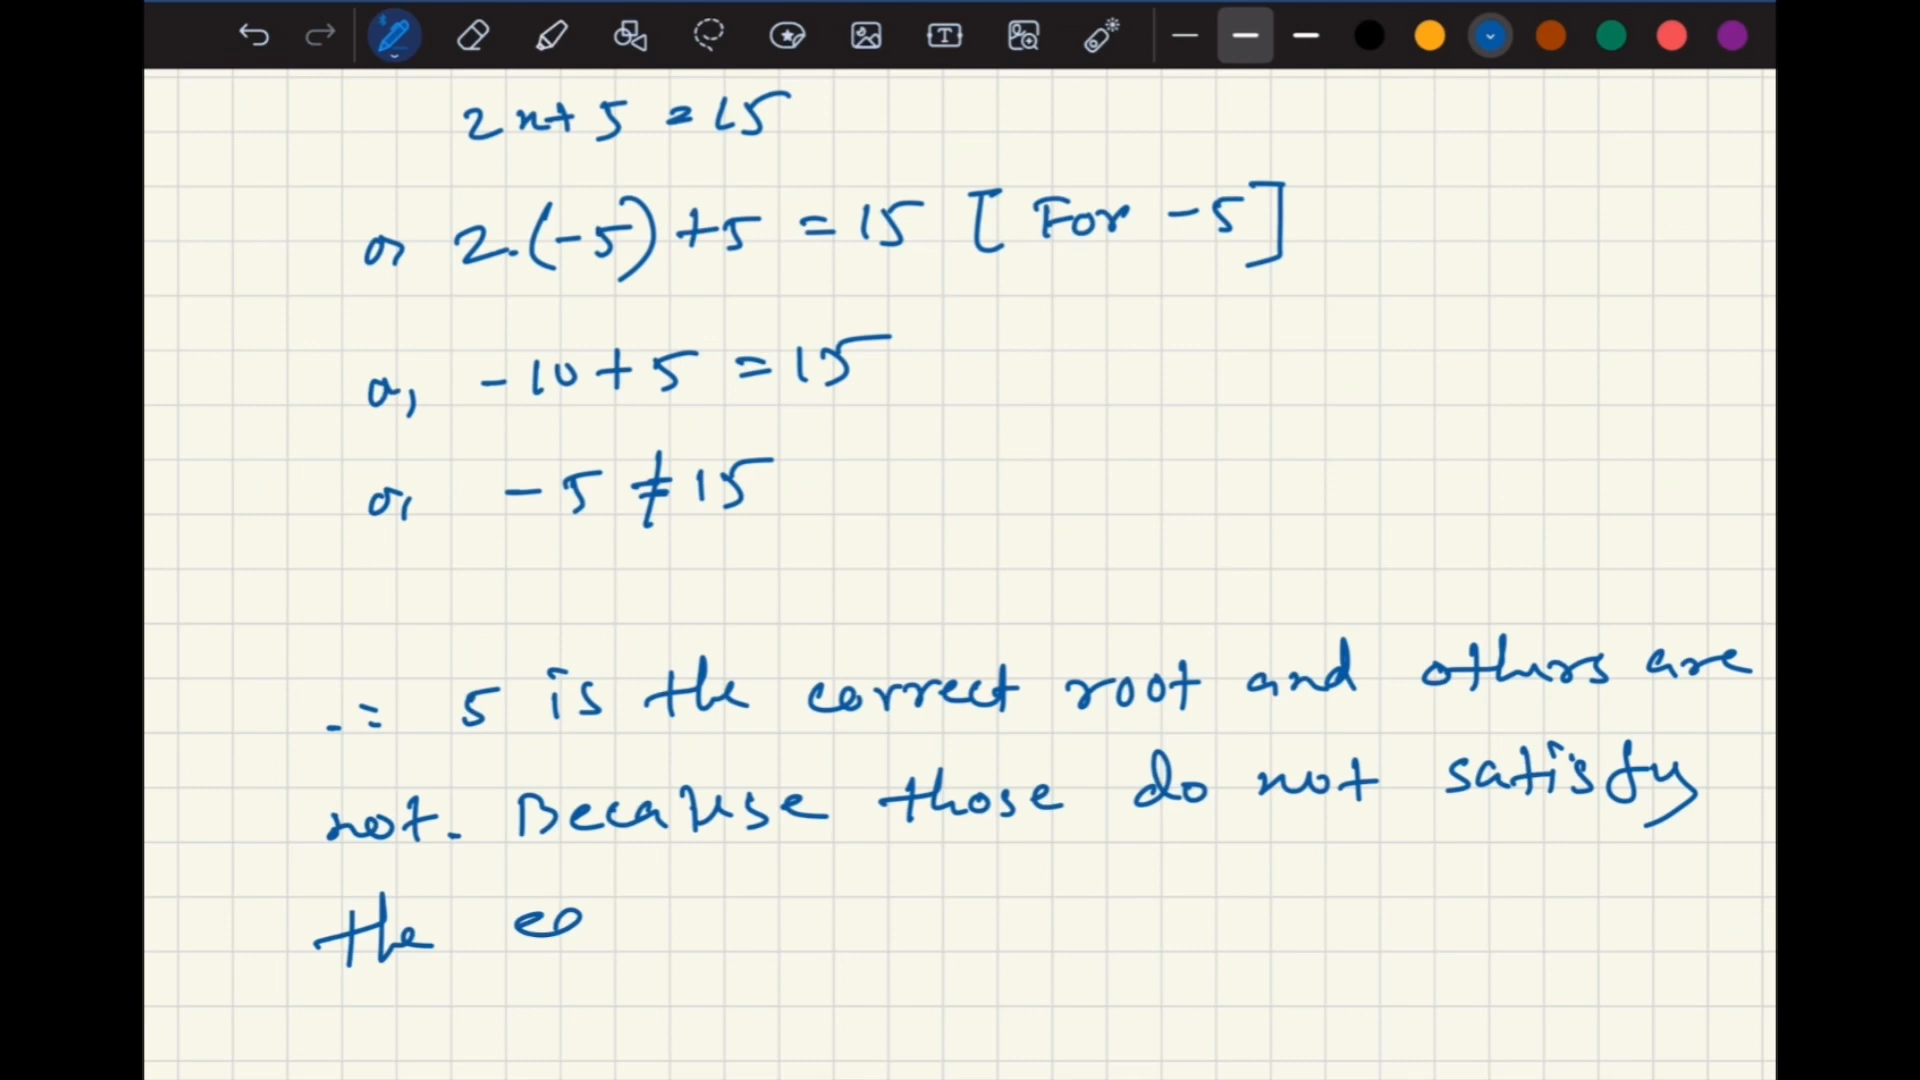 2x+5 = 15
or 2.(-5)+5 = 15 [ For -5]
or, -10+5 = 15
or, -5 ≠ 15
∴ 5 is the correct root and others are
not. Because those do not satisfy
the eq